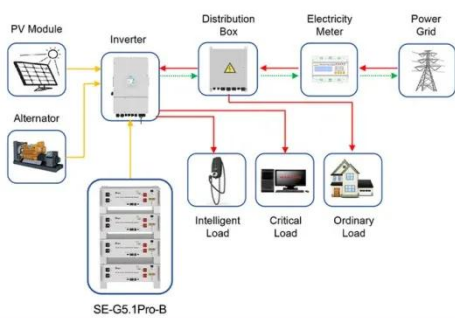 PV Module
Inverter
Distribution
Box
Electricity
Meter
Power
Grid
Alternator
Intelligent
Load
Critical
Load
Ordinary
Load
SE-G5.1Pro-B